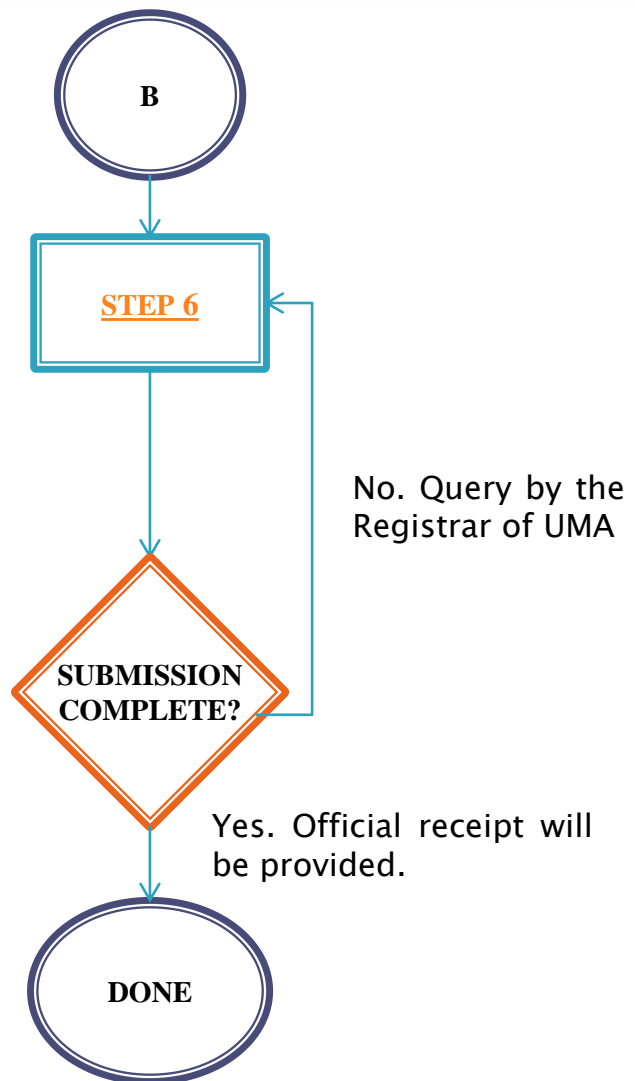 B
STEP 6
No. Query by the
Registrar of UMA
SUBMISSION
COMPLETE?
Yes. Official receipt will
be provided.
DONE